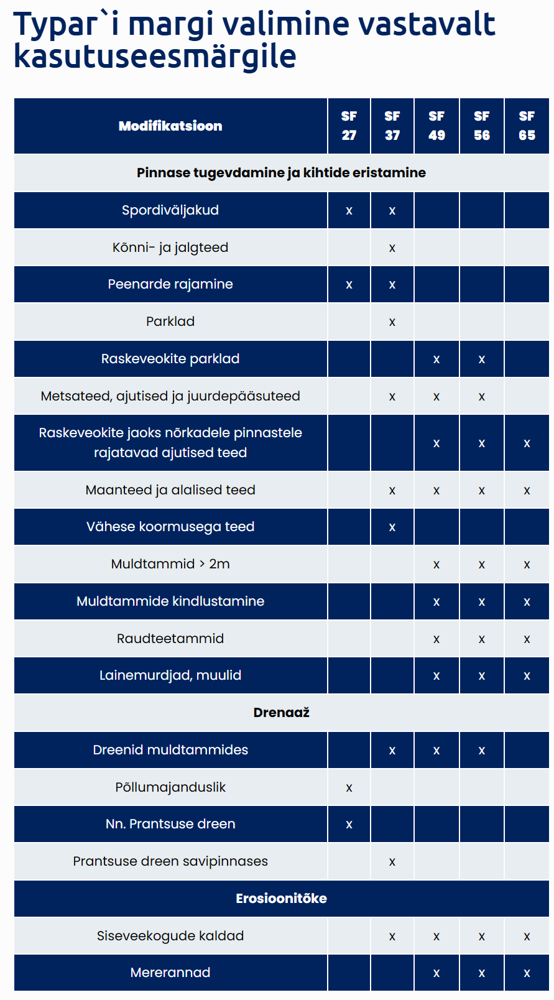 Typar`i margi valimine vastavalt
kasutuseesmärgile
Modifikatsioon SF 27 SF 37 SF 49 SF 56 SF 65
Pinnase tugevdamine ja kihtide eristamine
Spordiväljakud x x
Kõnni- ja jalgteed x
Peenarde rajamine x x
Parklad x
Raskeveokite parklad x x
Metsateed, ajutised ja juurdepääsuteed x x x
Raskeveokite jaoks nõrkadele pinnastele
rajatavad ajutised teed x x x
Maanteed ja alalised teed x x x x
Vähese koormusega teed x
Muldtammid > 2m x x x
Muldtammide kindlustamine x x x
Raudteetammid x x x
Lainemurdjad, muulid x x x
Drenaaž
Dreenid muldtammides x x x
Põllumajanduslik x
Nn. Prantsuse dreen x
Prantsuse dreen savipinnases x
Erosioonitõke
Siseveekogude kaldad x x x x
Mererannad x x x